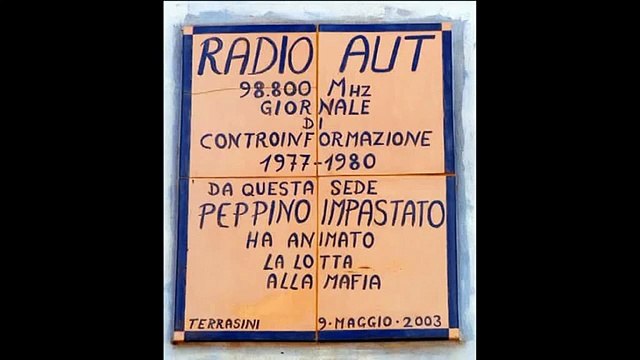 RADIO AUT
98.800 MHz
GIORNALE
DI
CONTROINFORMAZIONE
1977-1980
DA QUESTA SEDE
PEPPINO IMPASTATO
HA ANIMATO
LA LOTTA
ALLA MAFIA
TERRASINI 9·MAGGIO·2003